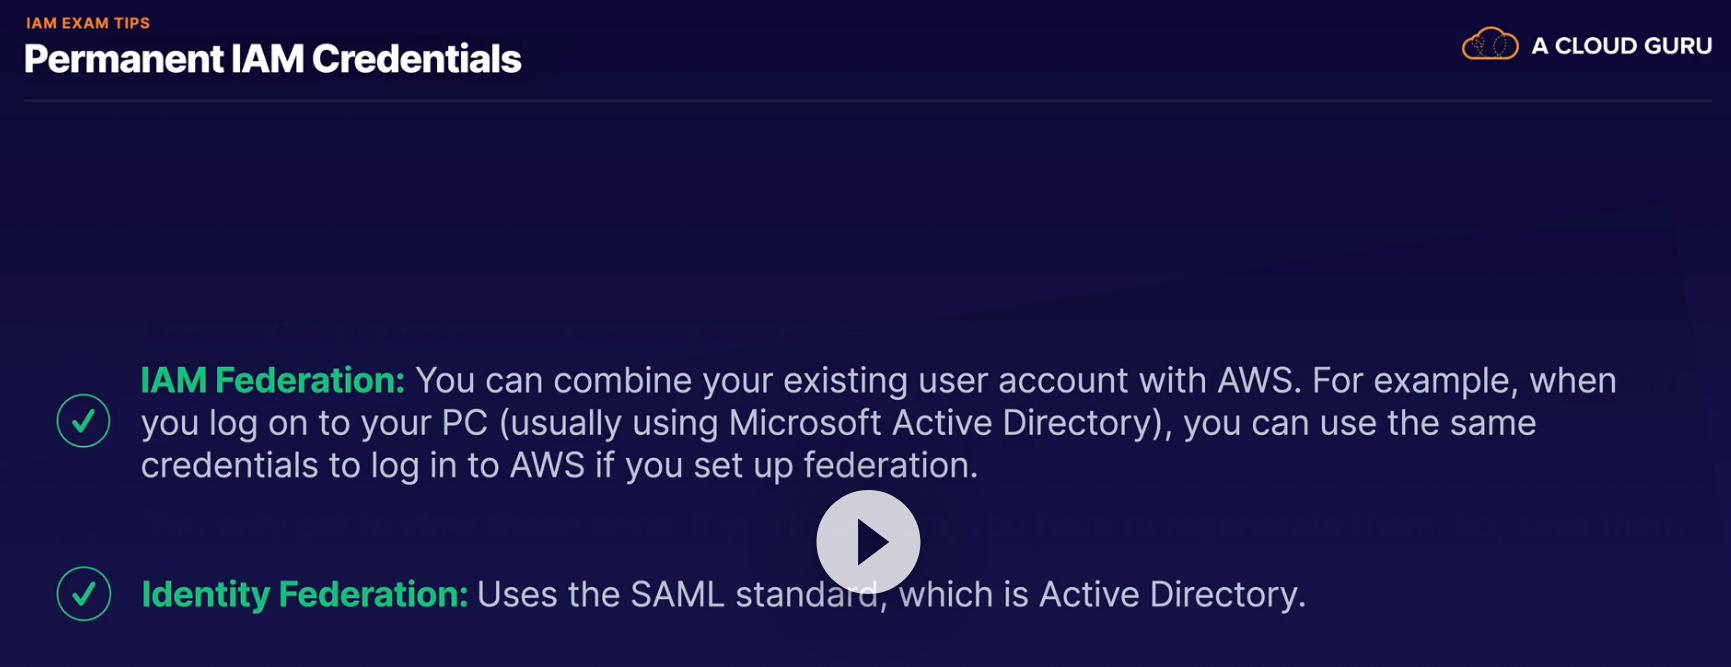 IAM EXAM TIPS
Permanent IAM Credentials
A CLOUD GURU
IAM Federation: You can combine your existing user account with AWS. For example, when
you log on to your PC (usually using Microsoft Active Directory), you can use the same
credentials to log in to AWS if you set up federation.
Identity Federation: Uses the SAML standard, which is Active Directory.